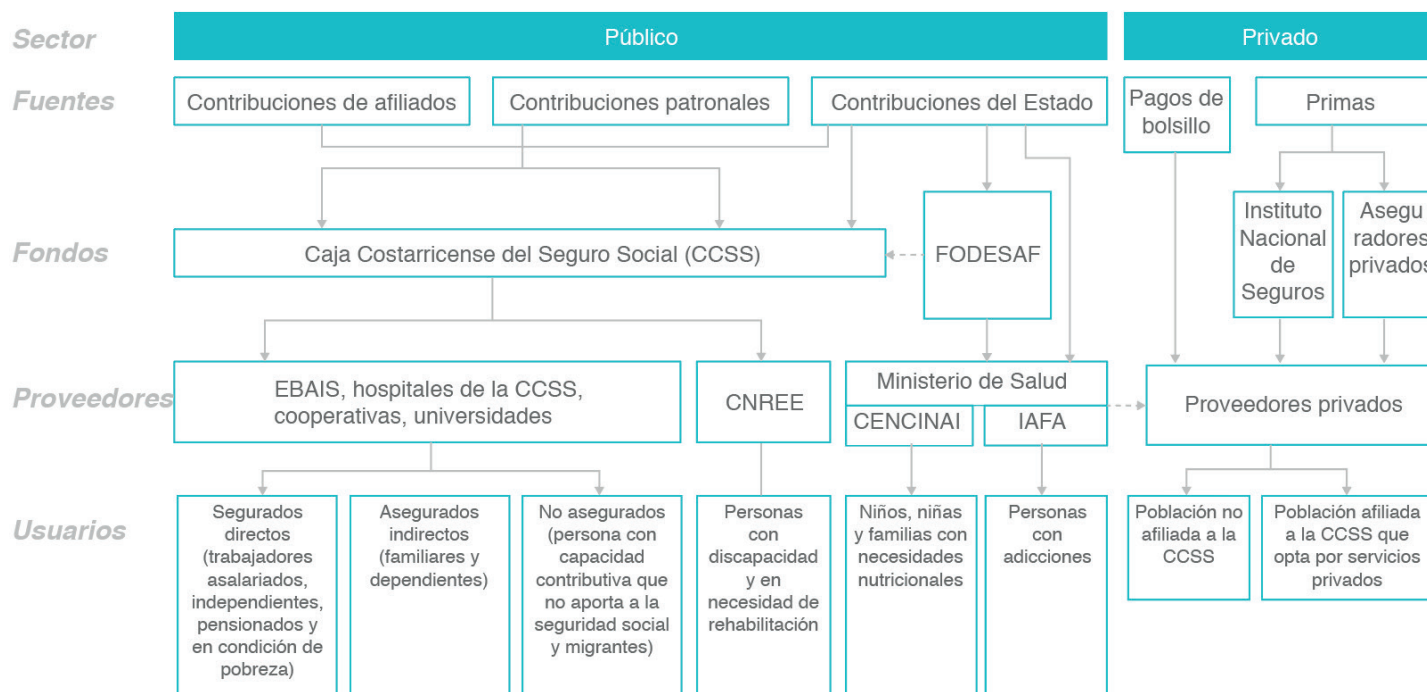 Sector
Público
Privado
Fuentes
Contribuciones de afiliados
Contribuciones patronales
Contribuciones del Estado
Pagos de
bolsillo
Primas
Fondos
Caja Costarricense del Seguro Social (CCSS)
FODESAF
Instituto
Nacional
de
Seguros
Asegu
radores
privados
Proveedores
EBAIS, hospitales de la CCSS,
cooperativas, universidades
CNREE
Ministerio de Salud
CENCINAI
IAFA
Proveedores privados
Usuarios
Segurados
directos
(trabajadores
asalariados,
independientes,
pensionados y
en condición de
pobreza)
Asegurados
indirectos
(familiares y
dependientes)
No asegurados
(persona con
capacidad
contributiva que
no aporta a la
seguridad social
y migrantes)
Personas
con
discapacidad
y en
necesidad de
rehabilitación
Niños, niñas
y familias con
necesidades
nutricionales
Personas
con
adicciones
Población no
afiliada a la
CCSS
Población afiliada
a la CCSS que
opta por servicios
privados